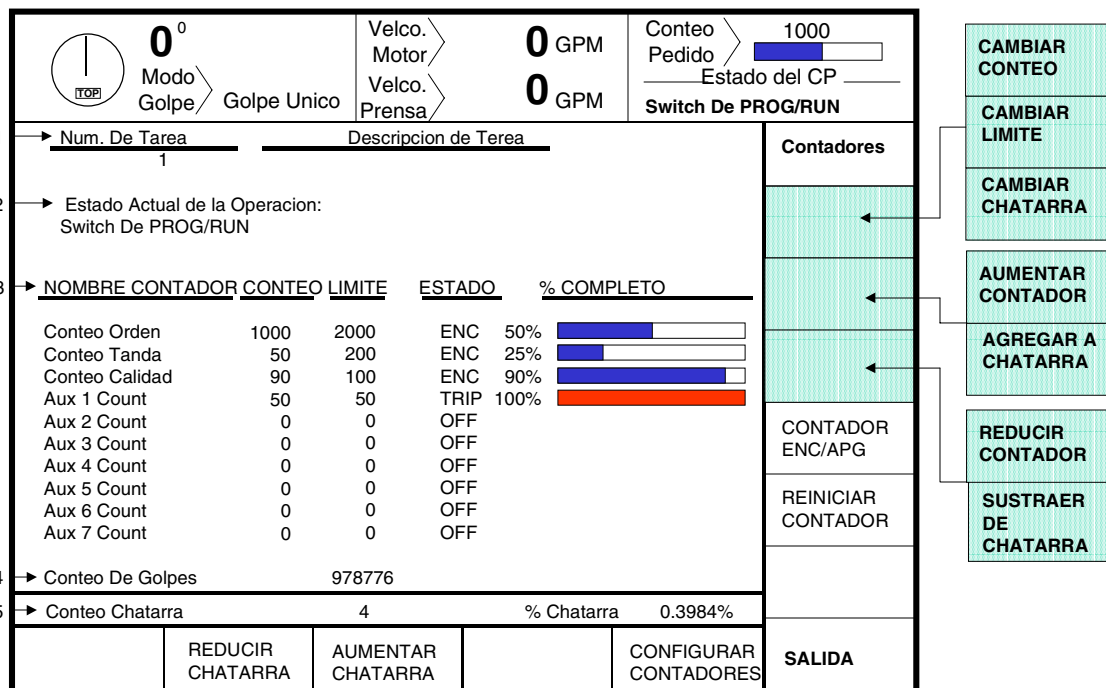 TOP
0°
Modo
Golpe
Golpe Unico
Velco.
Motor
0 GPM
Velco.
Prensa
0 GPM
Conteo
Pedido
1000
Estado del CP
Switch De PROG/RUN
Num. De Tarea
Descripcion de Terea
1
2
Estado Actual de la Operacion:
Switch De PROG/RUN
3
NOMBRE CONTADOR CONTEO LIMITE ESTADO % COMPLETO
Conteo Orden 1000 2000 ENC 50%
Conteo Tanda 50 200 ENC 25%
Conteo Calidad 90 100 ENC 90%
Aux 1 Count 50 50 TRIP 100%
Aux 2 Count 0 0 OFF
Aux 3 Count 0 0 OFF
Aux 4 Count 0 0 OFF
Aux 5 Count 0 0 OFF
Aux 6 Count 0 0 OFF
Aux 7 Count 0 0 OFF
4
Conteo De Golpes 978776
5
Conteo Chatarra 4 % Chatarra 0.3984%
REDUCIR
CHATARRA
AUMENTAR
CHATARRA
CONFIGURAR
CONTADORES
Contadores
CONTADOR
ENC/APG
REINICIAR
CONTADOR
SALIDA
CAMBIAR
CONTEO
CAMBIAR
LIMITE
CAMBIAR
CHATARRA
AUMENTAR
CONTADOR
AGREGAR A
CHATARRA
REDUCIR
CONTADOR
SUSTRAER
DE
CHATARRA